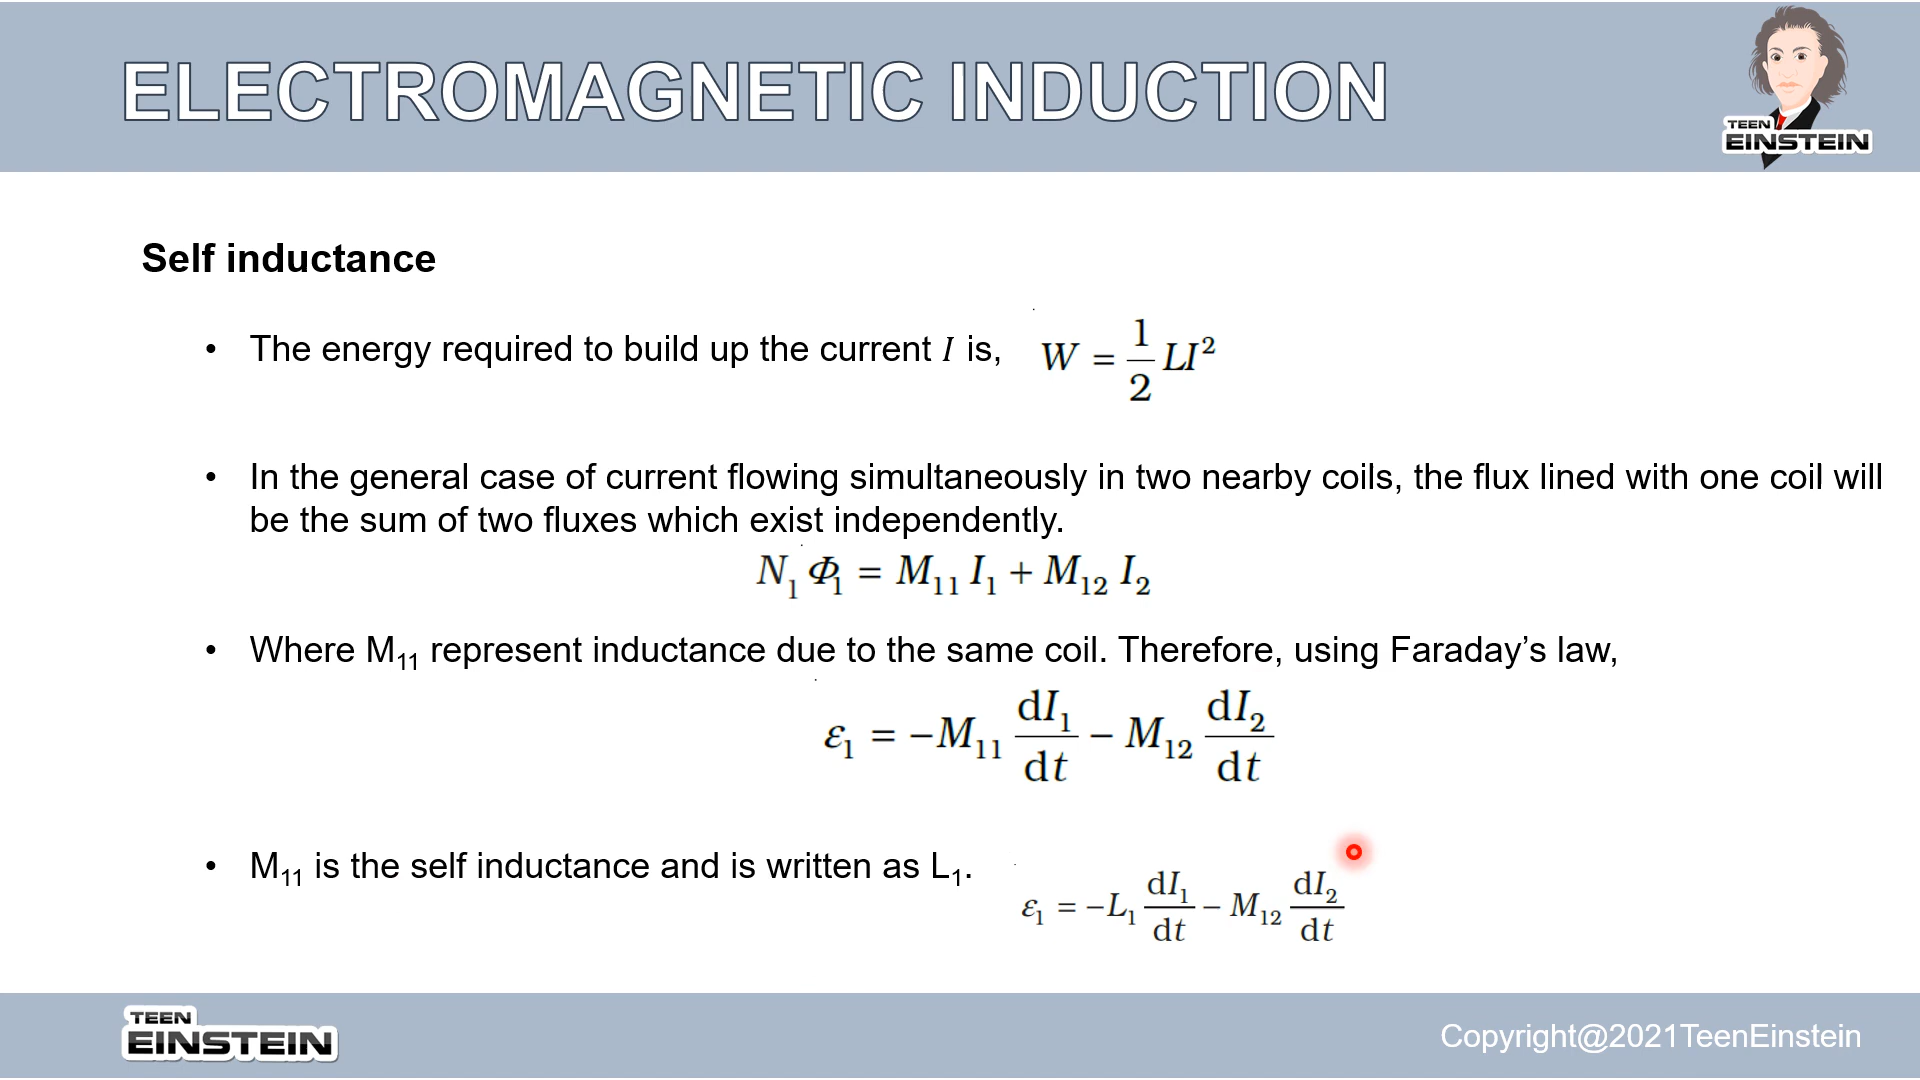 ELECTROMAGNETIC INDUCTION
TEEN
EINSTEIN
Self inductance
• The energy required to build up the current I is, W = 1/2 LI²
• In the general case of current flowing simultaneously in two nearby coils, the flux lined with one coil will
be the sum of two fluxes which exist independently.
N₁ Φ₁ = M₁₁ I₁ + M₁₂ I₂
• Where M₁₁ represent inductance due to the same coil. Therefore, using Faraday’s law,
ε₁ = −M₁₁ dI₁/dt − M₁₂ dI₂/dt
• M₁₁ is the self inductance and is written as L₁. ε₁ = −L₁ dI₁/dt − M₁₂ dI₂/dt
TEEN
EINSTEIN
Copyright@2021TeenEinstein